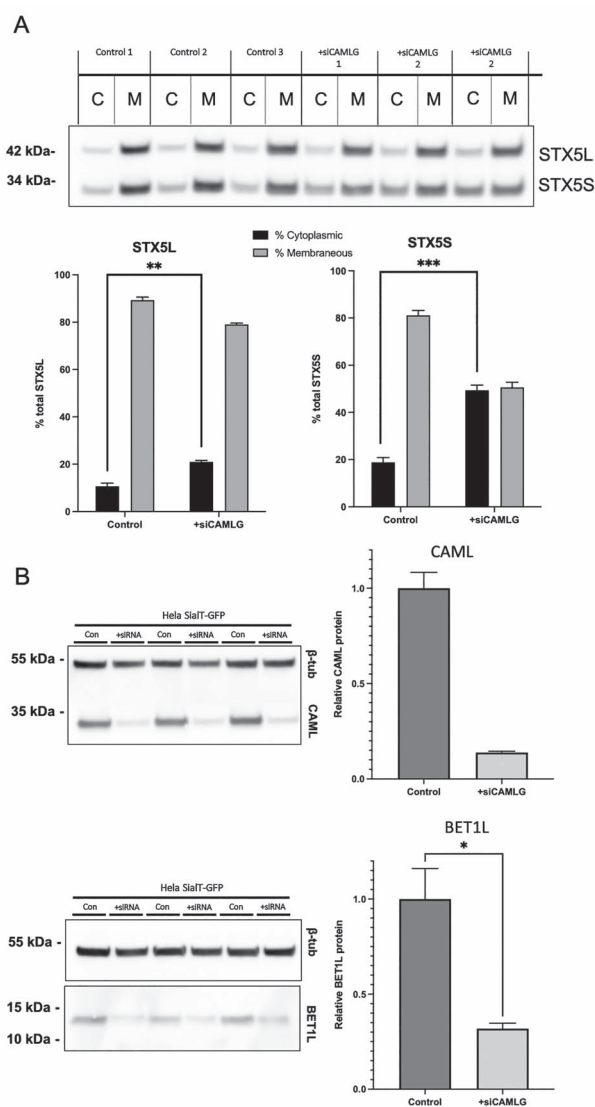 A
Control 1 Control 2 Control 3 +siCAMLG 1 +siCAMLG 2 +siCAMLG 2
C M C M C M C M C M C M
42 kDa- STX5L
34 kDa- STX5S
% Cytoplasmic
% Membraneous
STX5L
**
% total STX5L
100
80
60
40
20
0
Control +siCAMLG
STX5S
***
% total STX5S
100
80
60
40
20
0
Control +siCAMLG
B
Hela SialT-GFP
Con +siRNA Con +siRNA Con +siRNA
55 kDa - β-tub
35 kDa - CAML
CAML
Relative CAML protein
1.0
0.5
0.0
Control +siCAMLG
Hela SialT-GFP
Con +siRNA Con +siRNA Con +siRNA
55 kDa - β-tub
15 kDa -
10 kDa -
BET1L
BET1L
*
Relative BET1L protein
1.0
0.5
0.0
Control +siCAMLG